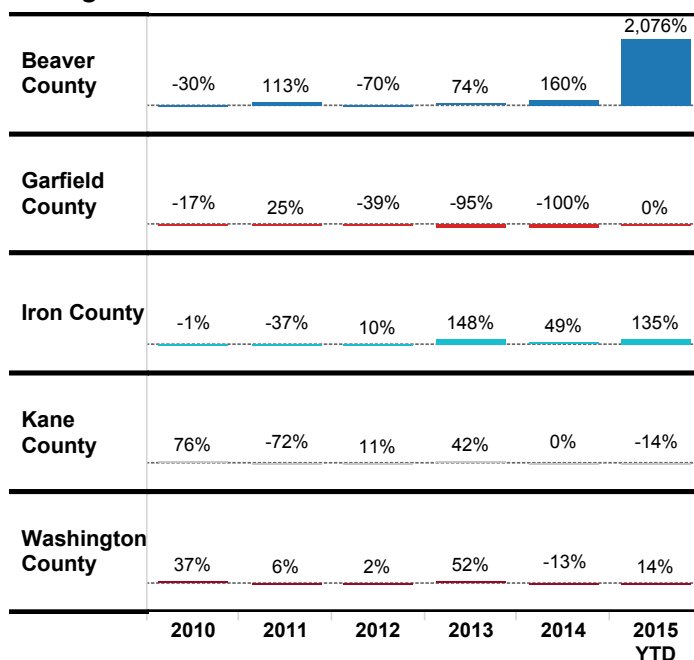 2,076%
Beaver
County
-30% 113% -70% 74% 160%
Garfield
County
-17% 25% -39% -95% -100% 0%
Iron County
-1% -37% 10% 148% 49% 135%
Kane
County
76% -72% 11% 42% 0% -14%
Washington
County
37% 6% 2% 52% -13% 14%
2010 2011 2012 2013 2014 2015
YTD